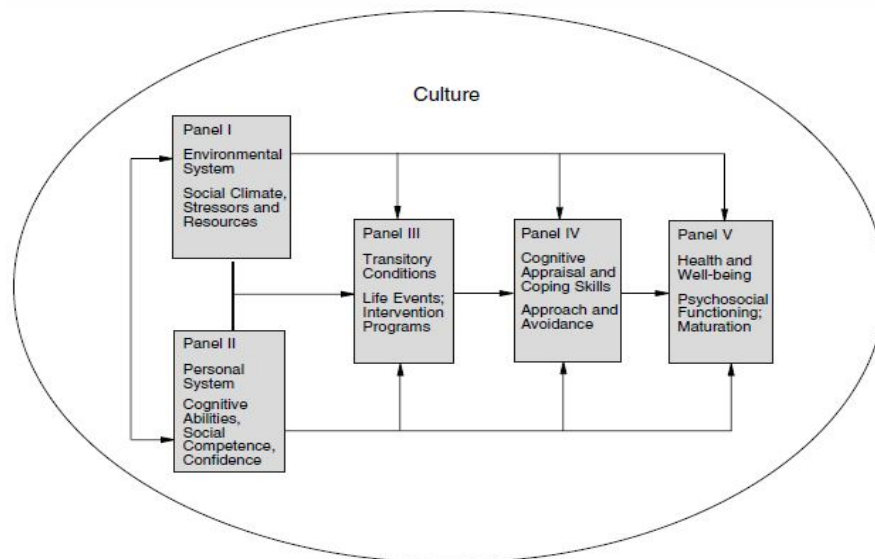 Culture
Panel I
Environmental
System
Social Climate,
Stressors and
Resources
Panel II
Personal
System
Cognitive
Abilities,
Social
Competence,
Confidence
Panel III
Transitory
Conditions
Life Events;
Intervention
Programs
Panel IV
Cognitive
Appraisal and
Coping Skills
Approach and
Avoidance
Panel V
Health and
Well-being
Psychosocial
Functioning;
Maturation